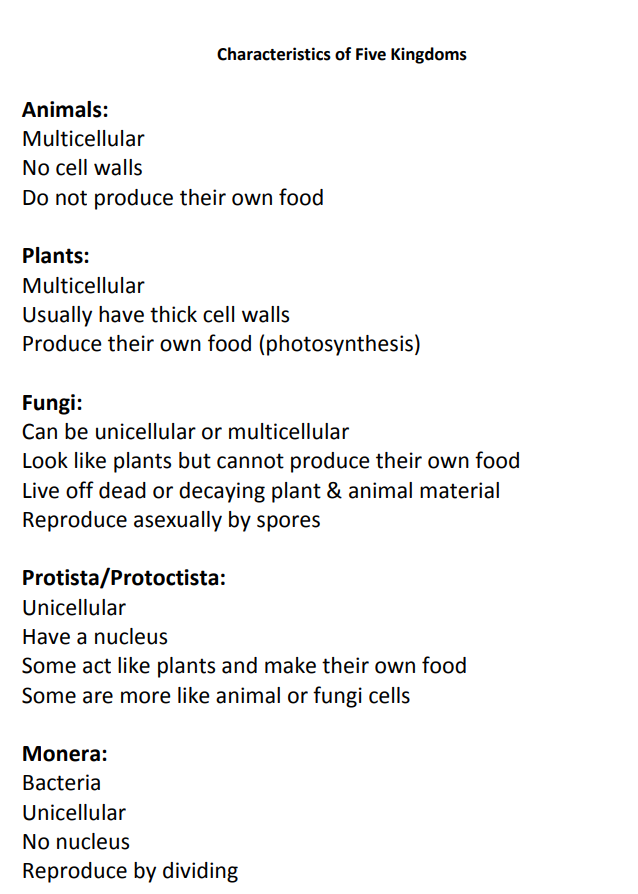 Characteristics of Five Kingdoms
Animals:
Multicellular
No cell walls
Do not produce their own food
Plants:
Multicellular
Usually have thick cell walls
Produce their own food (photosynthesis)
Fungi:
Can be unicellular or multicellular
Look like plants but cannot produce their own food
Live off dead or decaying plant & animal material
Reproduce asexually by spores
Protista/Protoctista:
Unicellular
Have a nucleus
Some act like plants and make their own food
Some are more like animal or fungi cells
Monera:
Bacteria
Unicellular
No nucleus
Reproduce by dividing